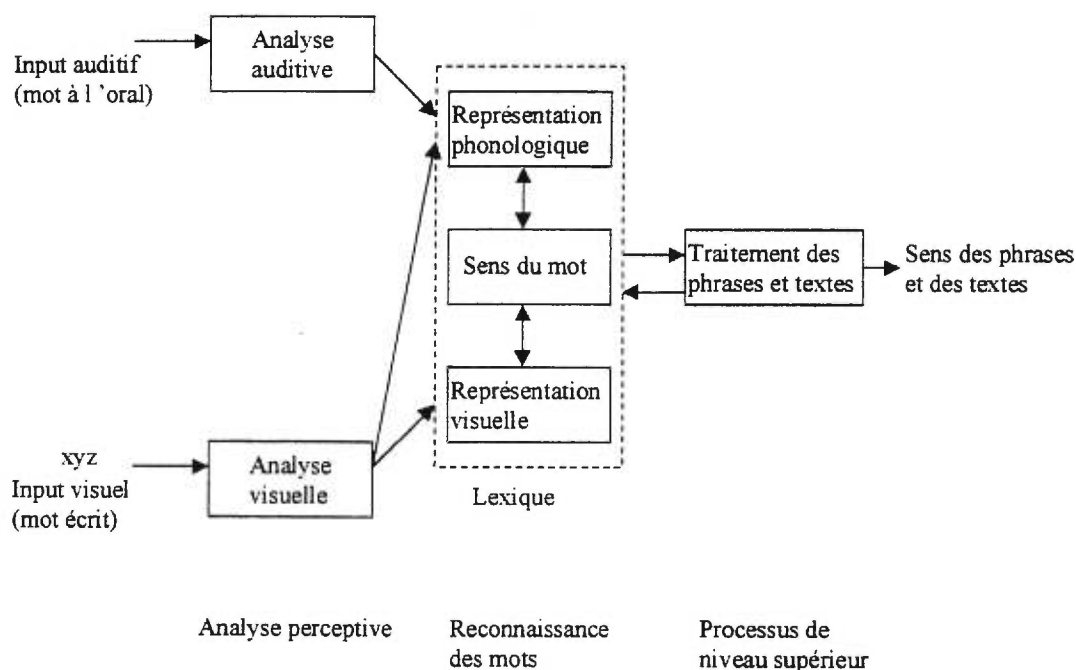 Input auditif
(mot à l 'oral)
Analyse
auditive
Représentation
phonologique
Sens du mot
Représentation
visuelle
Lexique
Traitement des
phrases et textes
Sens des phrases
et des textes
xyz
Input visuel
(mot écrit)
Analyse
visuelle
Analyse perceptive
Reconnaissance
des mots
Processus de
niveau supérieur